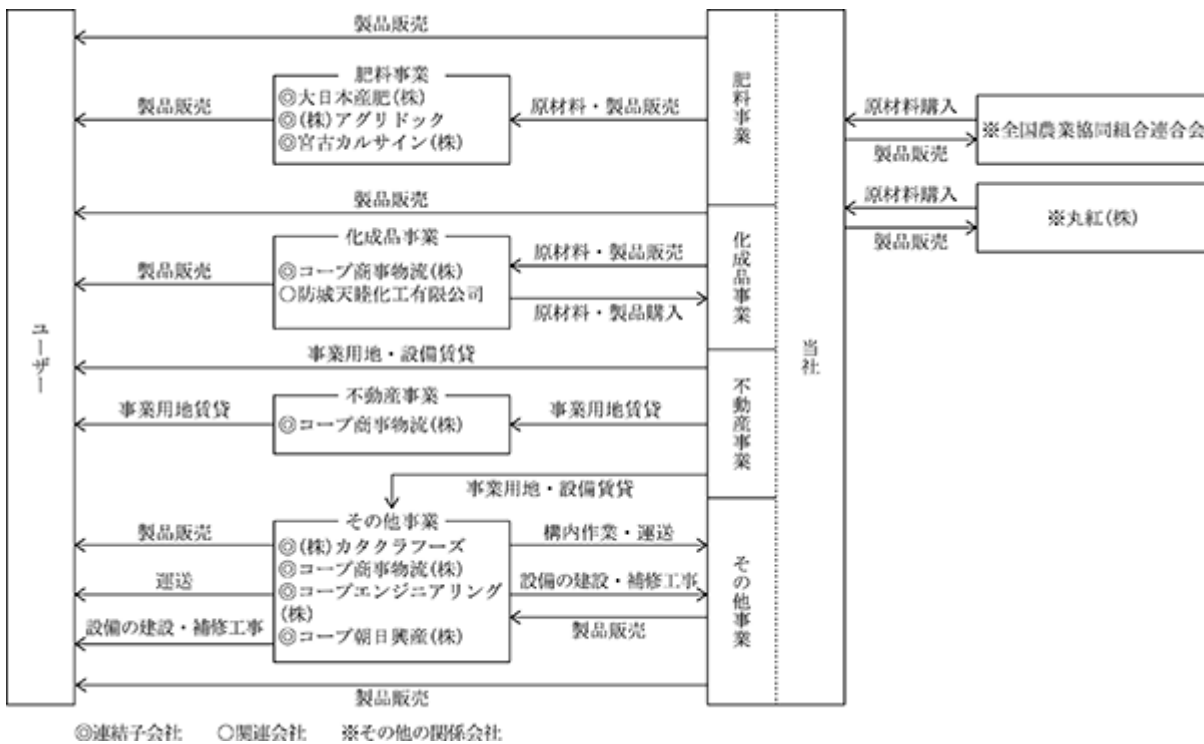 製品販売
肥料事業
◎大日本産肥(株)
◎(株)アグリドック
◎宮古カルサイン(株)
製品販売
原材料・製品販売
肥料事業
原材料購入
※全国農業協同組合連合会
製品販売
原材料購入
※丸紅(株)
製品販売
製品販売
化成品事業
◎コープ商事物流(株)
○防城天睦化工有限公司
製品販売
原材料・製品販売
原材料・製品購入
化成品事業
ユーザー
当社
事業用地・設備賃貸
不動産事業
◎コープ商事物流(株)
事業用地賃貸
事業用地賃貸
不動産事業
事業用地・設備賃貸
その他事業
◎(株)カタクラフーズ
◎コープ商事物流(株)
◎コープエンジニアリング
(株)
◎コープ朝日興産(株)
製品販売
運送
設備の建設・補修工事
構内作業・運送
設備の建設・補修工事
製品販売
その他事業
製品販売
◎連結子会社 ○関連会社 ※その他の関係会社